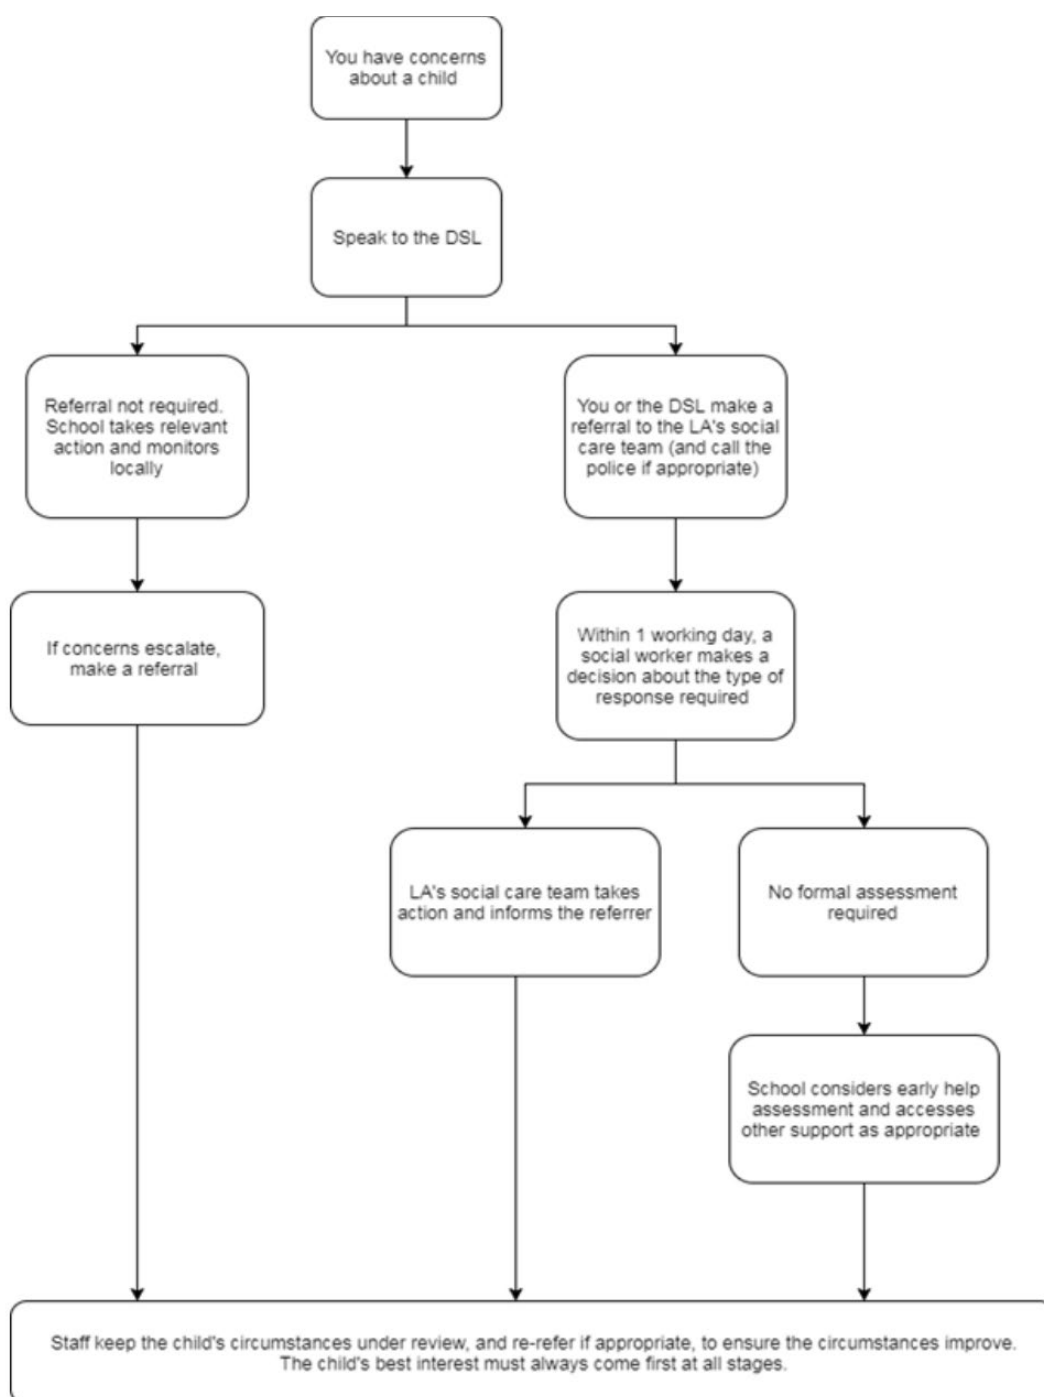 You have concerns
about a child
Speak to the DSL
Referral not required.
School takes relevant
action and monitors
locally
You or the DSL make a
referral to the LA's social
care team (and call the
police if appropriate)
If concerns escalate,
make a referral
Within 1 working day, a
social worker makes a
decision about the type of
response required
LA's social care team takes
action and informs the referrer
No formal assessment
required
School considers early help
assessment and accesses
other support as appropriate
Staff keep the child's circumstances under review, and re-refer if appropriate, to ensure the circumstances improve.
The child's best interest must always come first at all stages.